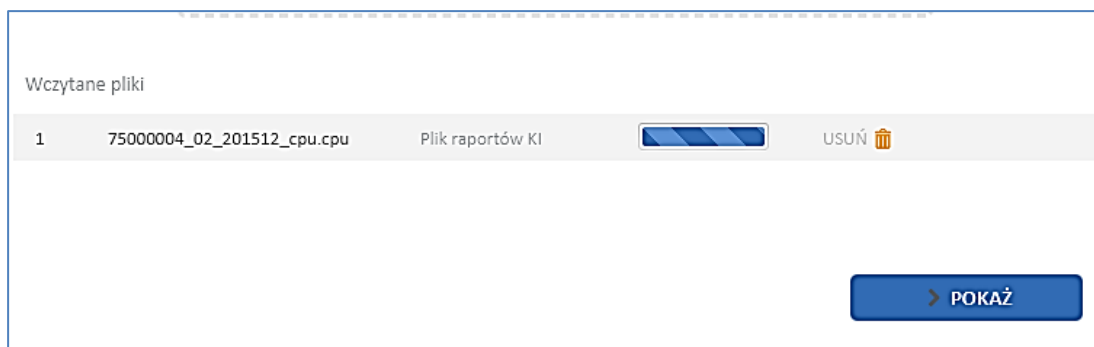 Wczytane pliki
1 75000004_02_201512_cpu.cpu Plik raportów KI USUŃ
POKAŻ